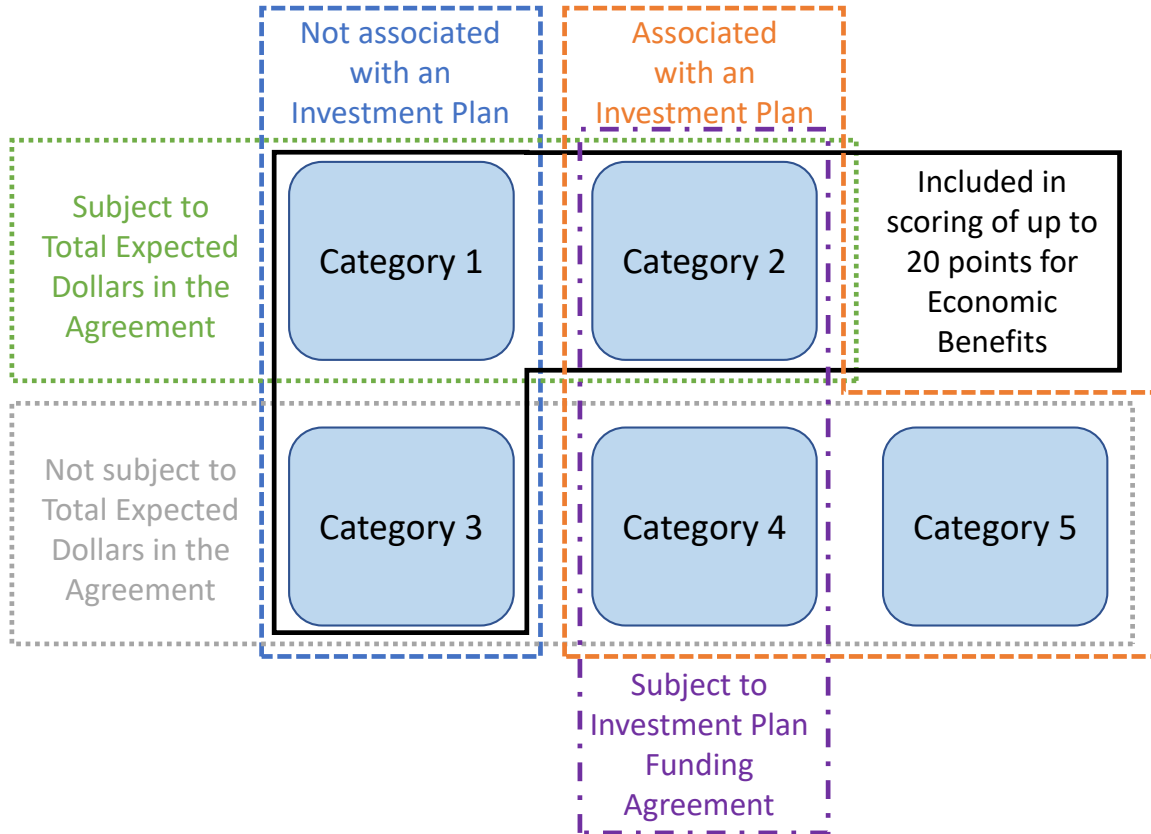 Not associated
with an
Investment Plan
Associated
with an
Investment Plan
Subject to
Total Expected
Dollars in the
Agreement
Category 1
Category 2
Included in
scoring of up to
20 points for
Economic
Benefits
Not subject to
Total Expected
Dollars in the
Agreement
Category 3
Category 4
Category 5
Subject to
Investment Plan
Funding
Agreement